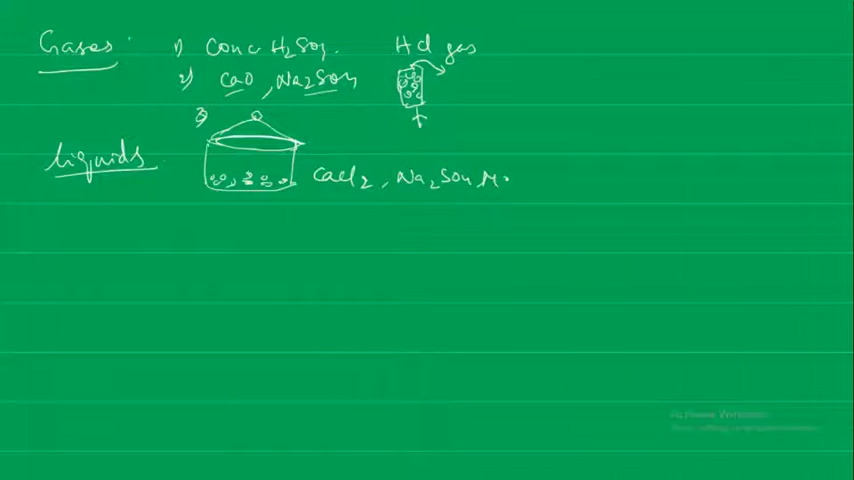 Gases. 1) Conc H2SO4. HCl gas
2) CaO, Na2SO4
3)
Liquids. CaCl2, Na2SO4, M